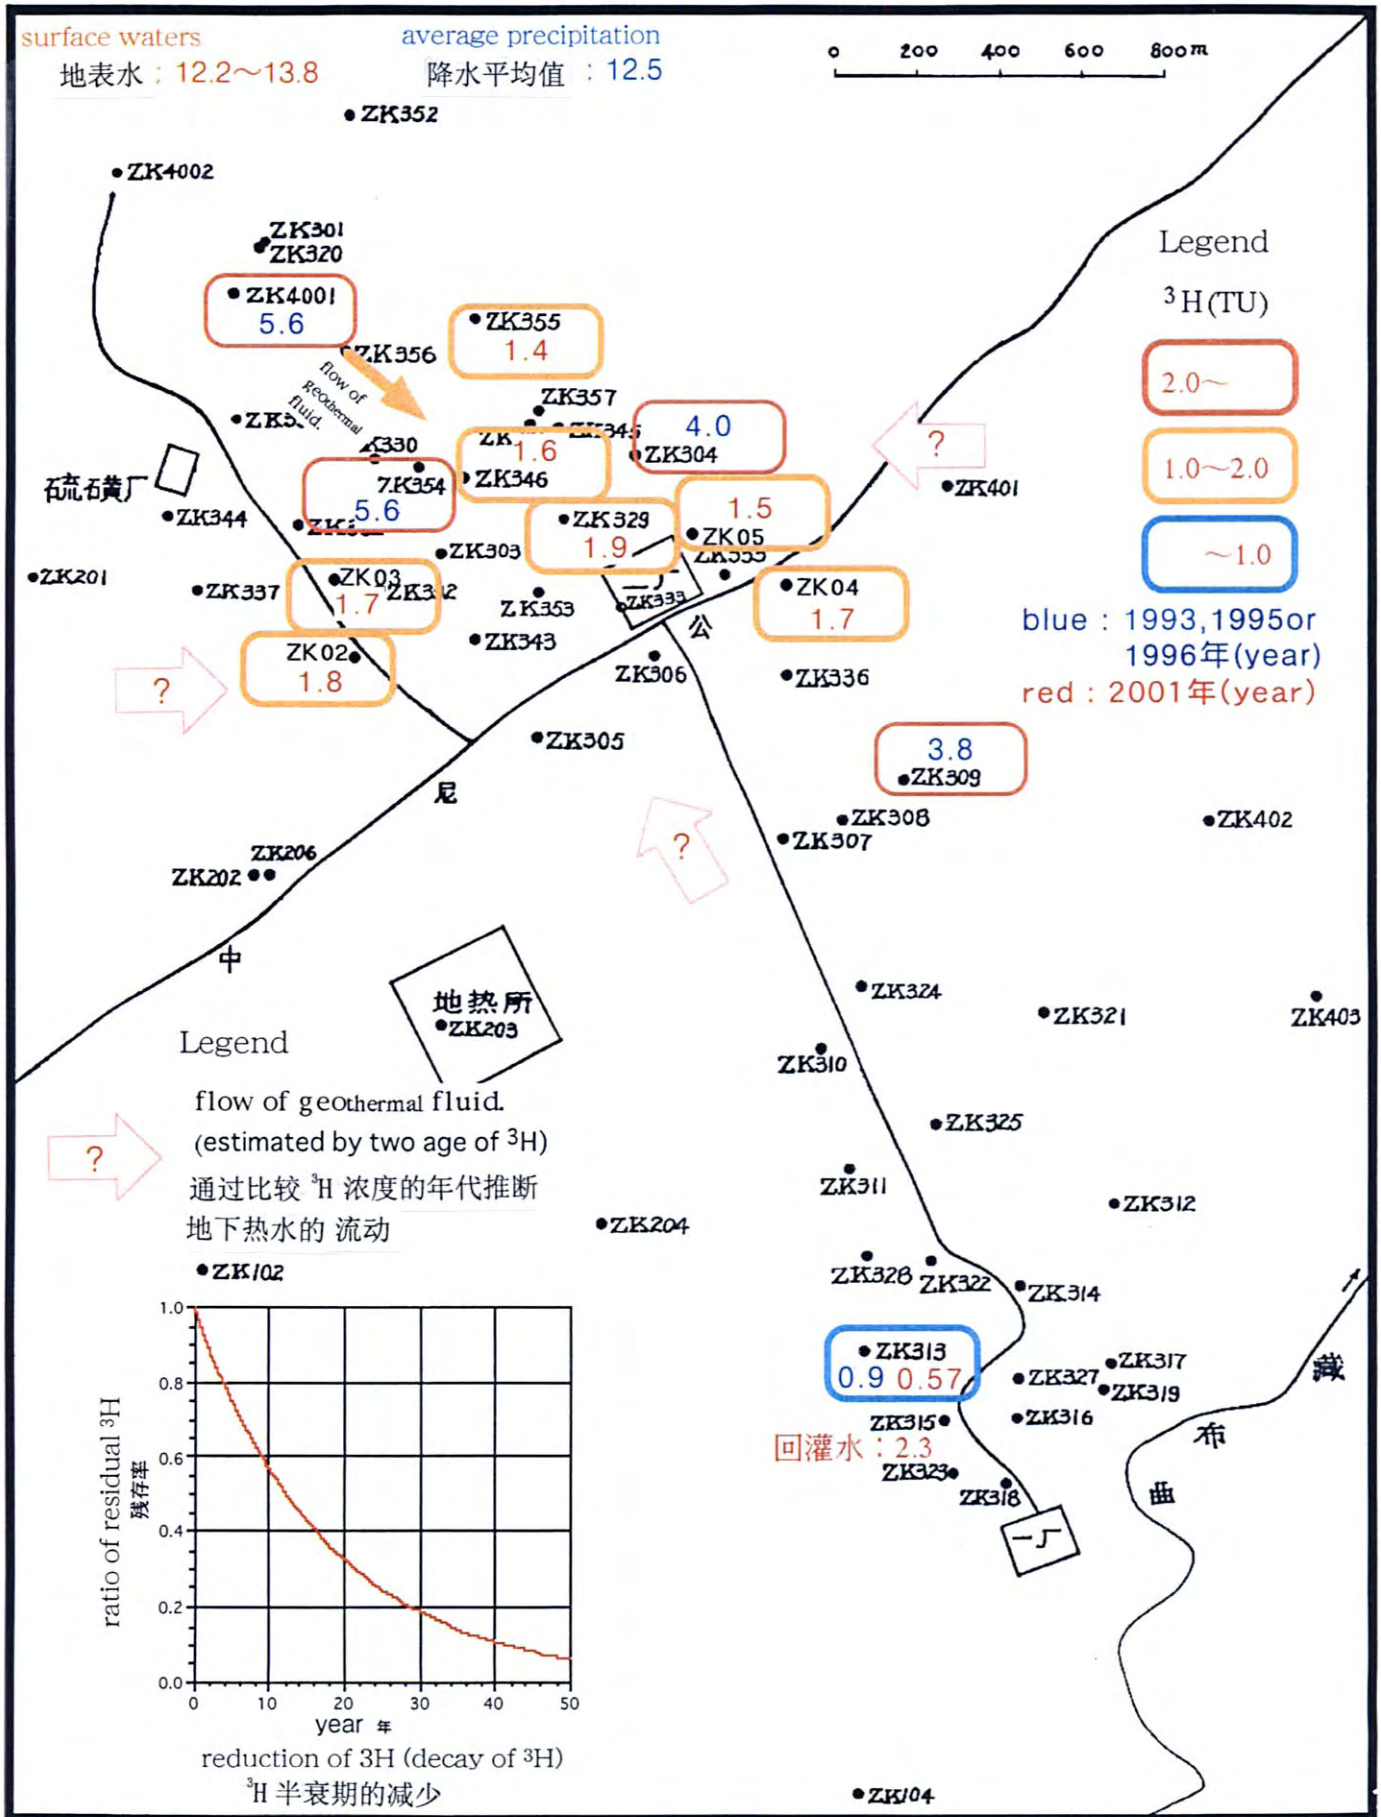 surface waters
地表水：12.2～13.8
average precipitation
降水平均值 ：12.5
0 200 400 600 800m
ZK352
ZK4002
ZK301
ZK320
ZK4001
5.6
ZK355
1.4
ZK356
flow of
geothermal
fluid.
ZK357
ZK345
4.0
ZK304
?
ZK401
1.6
ZK346
ZK354
5.6
硫磺厂
ZK344
ZK329
1.9
1.5
ZK05
ZK303
ZK201
ZK337
ZK03
1.7
ZK353
ZK333
ZK04
1.7
公
ZK343
ZK02
1.8
?
ZK306
ZK336
ZK305
3.8
ZK309
尼
ZK308
ZK307
?
ZK402
ZK206
ZK202
中
地热所
ZK203
ZK324
ZK321
ZK403
ZK310
ZK325
ZK311
ZK312
ZK204
ZK102
ZK328
ZK322
ZK314
ZK313
0.9 0.57
ZK317
ZK327
ZK319
ZK315
ZK316
回灌水：2.3
ZK323
ZK318
一厂
藏
布
曲
ZK104
Legend
³H(TU)
2.0～
1.0～2.0
～1.0
blue : 1993,1995or
1996年(year)
red : 2001年(year)
Legend
?
flow of geothermal fluid.
(estimated by two age of ³H)
通过比较 ³H 浓度的年代推断
地下热水的 流动
ratio of residual ³H
残存率
1.0
0.8
0.6
0.4
0.2
0.0
0 10 20 30 40 50
year 年
reduction of 3H (decay of ³H)
³H 半衰期的减少